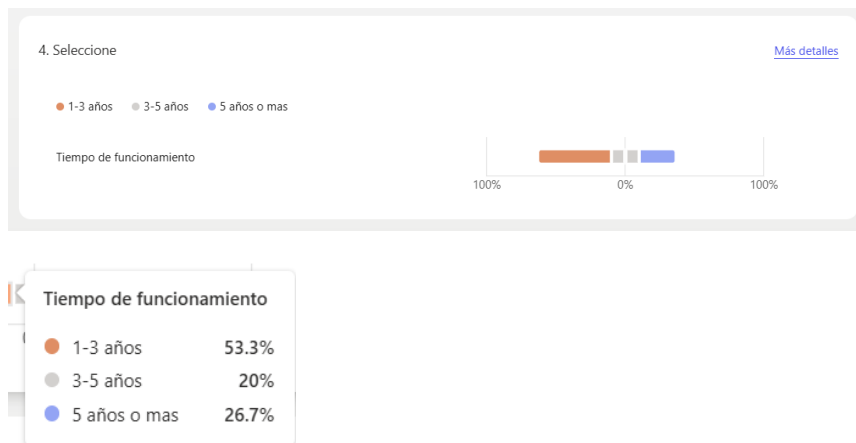 4. Seleccione
Más detalles
1-3 años 3-5 años 5 años o mas
Tiempo de funcionamiento
100% 0% 100%
Tiempo de funcionamiento
1-3 años 53.3%
3-5 años 20%
5 años o mas 26.7%